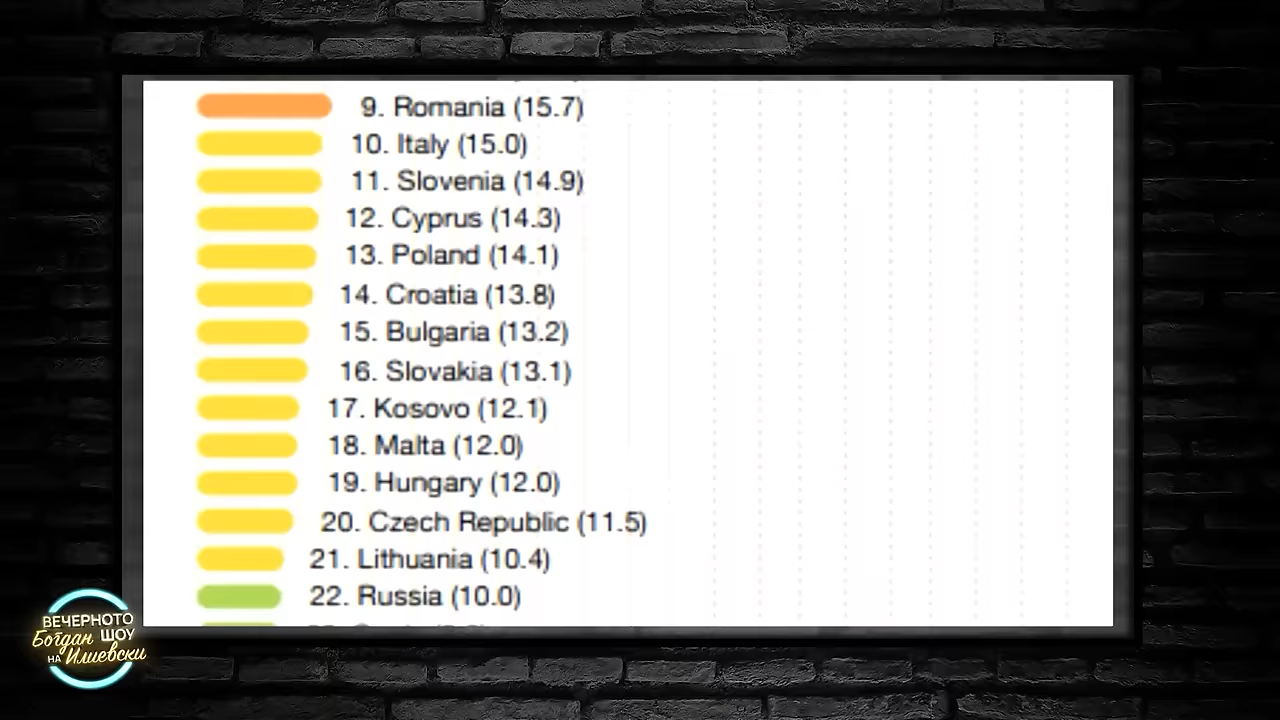 9. Romania (15.7)
10. Italy (15.0)
11. Slovenia (14.9)
12. Cyprus (14.3)
13. Poland (14.1)
14. Croatia (13.8)
15. Bulgaria (13.2)
16. Slovakia (13.1)
17. Kosovo (12.1)
18. Malta (12.0)
19. Hungary (12.0)
20. Czech Republic (11.5)
21. Lithuania (10.4)
22. Russia (10.0)
ВЕЧЕРНОТО
Богдан ШОУ
НА Илиевски